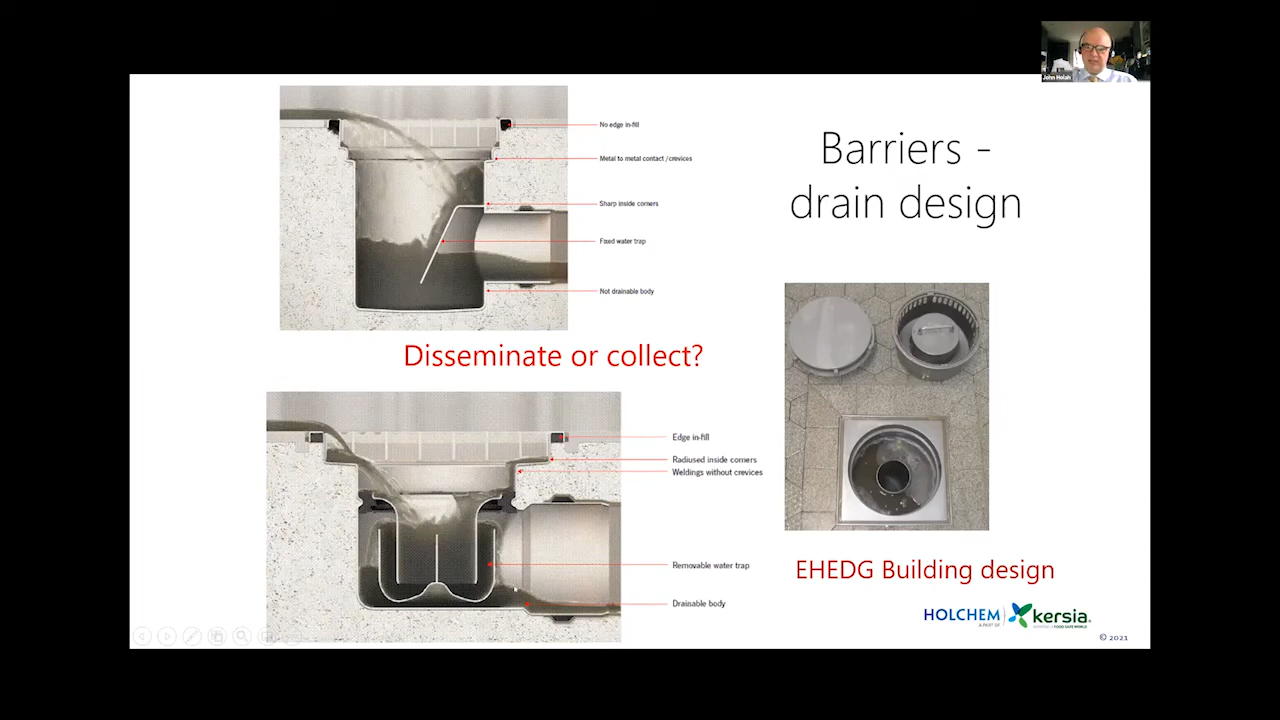 John Holah
No edge in-fill
Metal to metal contact /crevices
Sharp inside corners
Fixed water trap
Not drainable body
Barriers -
drain design
Disseminate or collect?
Edge in-fill
Radiused inside corners
Weldings without crevices
Removable water trap
Drainable body
EHEDG Building design
HOLCHEM
A PART OF
kersia.
© 2021